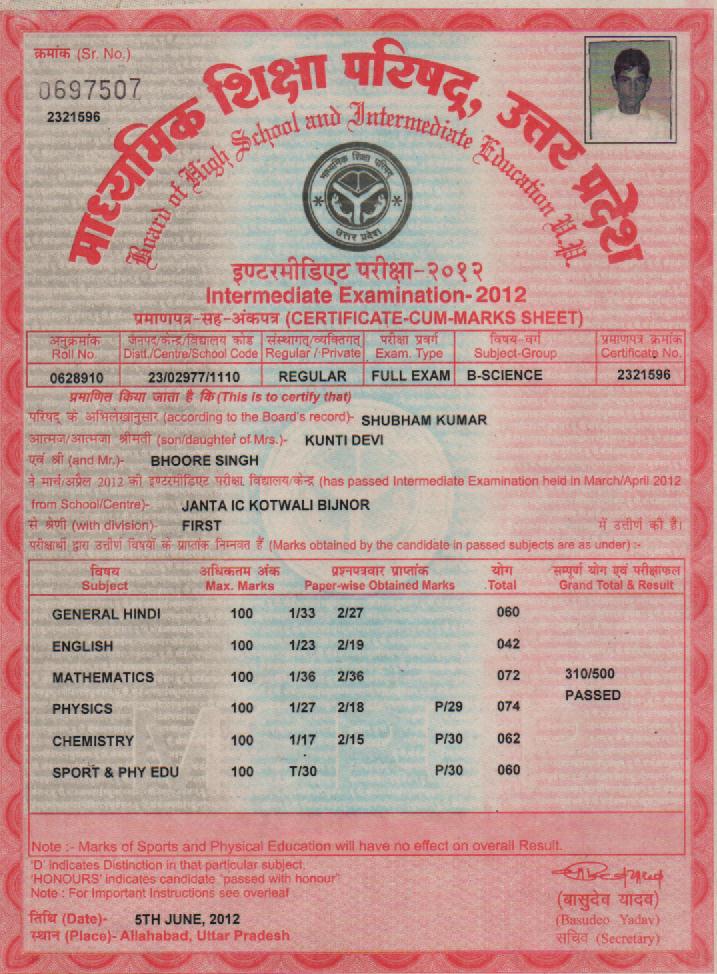 क्रमांक (Sr. No.)
0697507
2321596
माध्यमिक शिक्षा परिषद्, उत्तर प्रदेश
Board of High School and Intermediate Education U.P.
माध्यमिक शिक्षा परिषद्
उत्तर प्रदेश
इण्टरमीडिएट परीक्षा-२०१२
Intermediate Examination-2012
प्रमाणपत्र-सह-अंकपत्र (CERTIFICATE-CUM-MARKS SHEET)
अनुक्रमांक जनपद/केन्द्र/विद्यालय कोड संस्थागत/व्यक्तिगत परीक्षा प्रवर्ग विषय-वर्ग प्रमाणपत्र क्रमांक
Roll No. Distt./Centre/School Code Regular / Private Exam. Type Subject-Group Certificate No.
0628910 23/02977/1110 REGULAR FULL EXAM B-SCIENCE 2321596
प्रमाणित किया जाता है कि (This is to certify that)
परिषद् के अभिलेखानुसार (according to the Board's record)- SHUBHAM KUMAR
आत्मज/आत्मजा श्रीमती (son/daughter of Mrs.)- KUNTI DEVI
एवं श्री (and Mr.)- BHOORE SINGH
ने मार्च/अप्रैल 2012 की इण्टरमीडिएट परीक्षा विद्यालय/केन्द्र (has passed Intermediate Examination held in March/April 2012
from School/Centre)- JANTA IC KOTWALI BIJNOR
से श्रेणी (with division)- FIRST में उत्तीर्ण की है।
परीक्षार्थी द्वारा उत्तीर्ण विषयों के प्राप्तांक निम्नवत हैं (Marks obtained by the candidate in passed subjects are as under) :-
विषय अधिकतम अंक प्रश्नपत्रवार प्राप्तांक योग सम्पूर्ण योग एवं परीक्षाफल
Subject Max. Marks Paper-wise Obtained Marks Total Grand Total & Result
GENERAL HINDI 100 1/33 2/27 060
ENGLISH 100 1/23 2/19 042
MATHEMATICS 100 1/36 2/36 072 310/500
PASSED
PHYSICS 100 1/27 2/18 P/29 074
CHEMISTRY 100 1/17 2/15 P/30 062
SPORT & PHY EDU 100 T/30 P/30 060
Note :- Marks of Sports and Physical Education will have no effect on overall Result.
'D' indicates Distinction in that particular subject.
'HONOURS' indicates candidate "passed with honour"
Note : For Important Instructions see overleaf
तिथि (Date)- 5TH JUNE, 2012
स्थान (Place)- Allahabad, Uttar Pradesh
(बासुदेव यादव)
(Basudeo Yadav)
सचिव (Secretary)